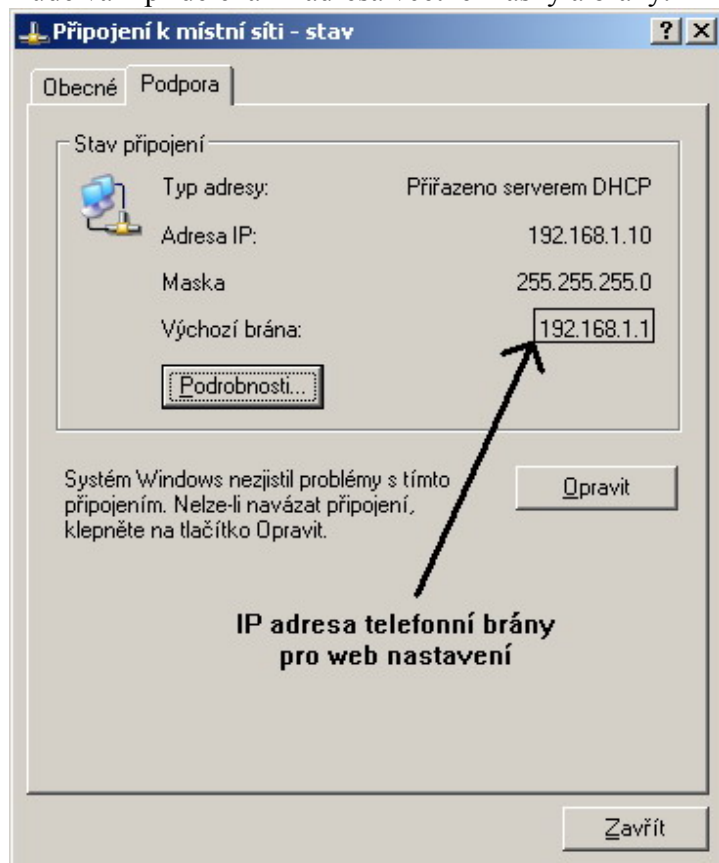 Připojení k místní síti - stav
Obecné Podpora
Stav připojení
Typ adresy: Přiřazeno serverem DHCP
Adresa IP: 192.168.1.10
Maska 255.255.255.0
Výchozí brána: 192.168.1.1
Podrobnosti...
Systém Windows nezjistil problémy s tímto
připojením. Nelze-li navázat připojení,
klepněte na tlačítko Opravit.
Opravit
IP adresa telefonní brány
pro web nastavení
Zavřít